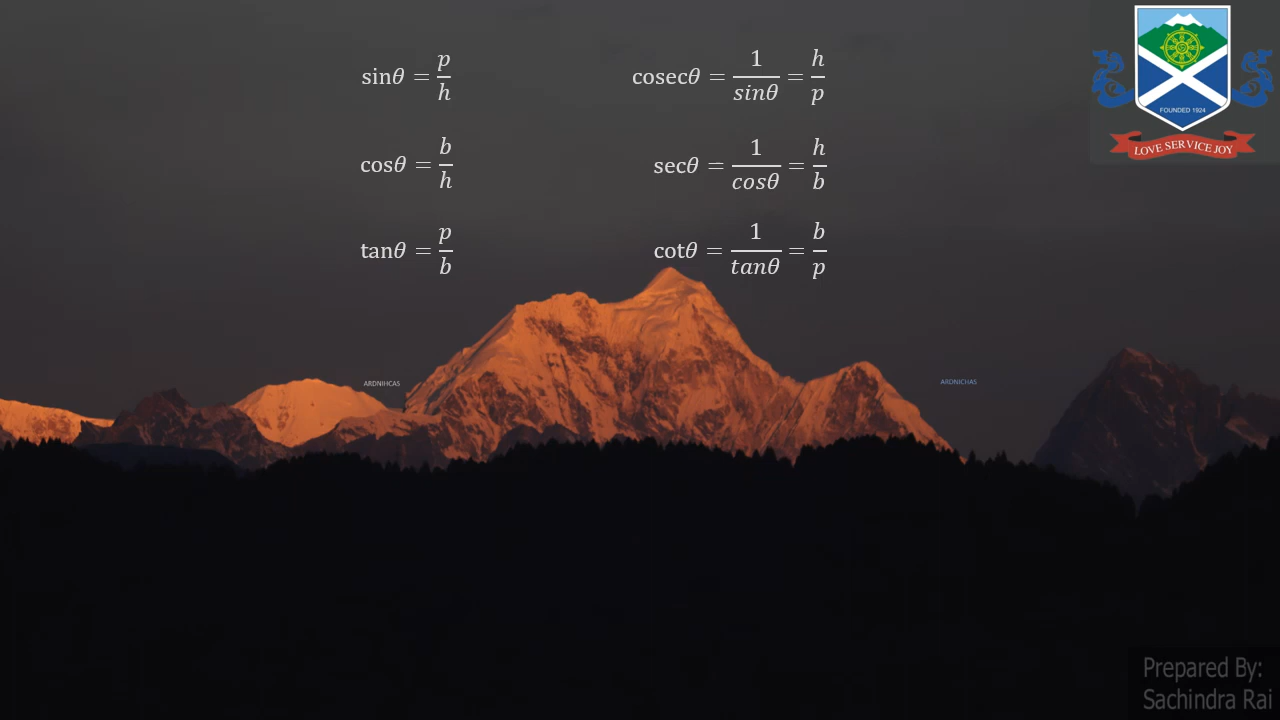 sinθ = p/h
cosecθ = 1/sinθ = h/p
cosθ = b/h
secθ = 1/cosθ = h/b
tanθ = p/b
cotθ = 1/tanθ = b/p
FOUNDED 1924
LOVE SERVICE JOY
ARDNIHCAS
ARDNICHAS
Prepared By:
Sachindra Rai